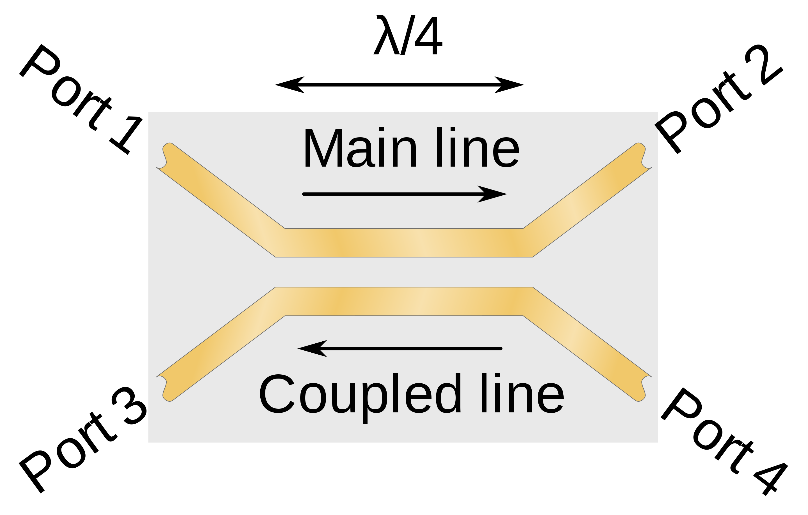 λ/4
Port 1
Port 2
Main line
Coupled line
Port 3
Port 4